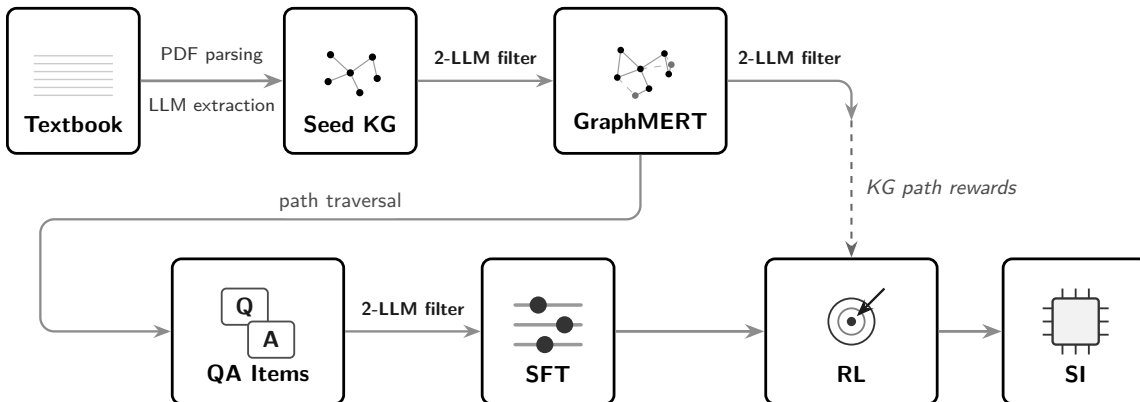 PDF parsing
LLM extraction
Textbook
Seed KG
2-LLM filter
GraphMERT
2-LLM filter
KG path rewards
path traversal
Q
A
QA Items
2-LLM filter
SFT
RL
SI